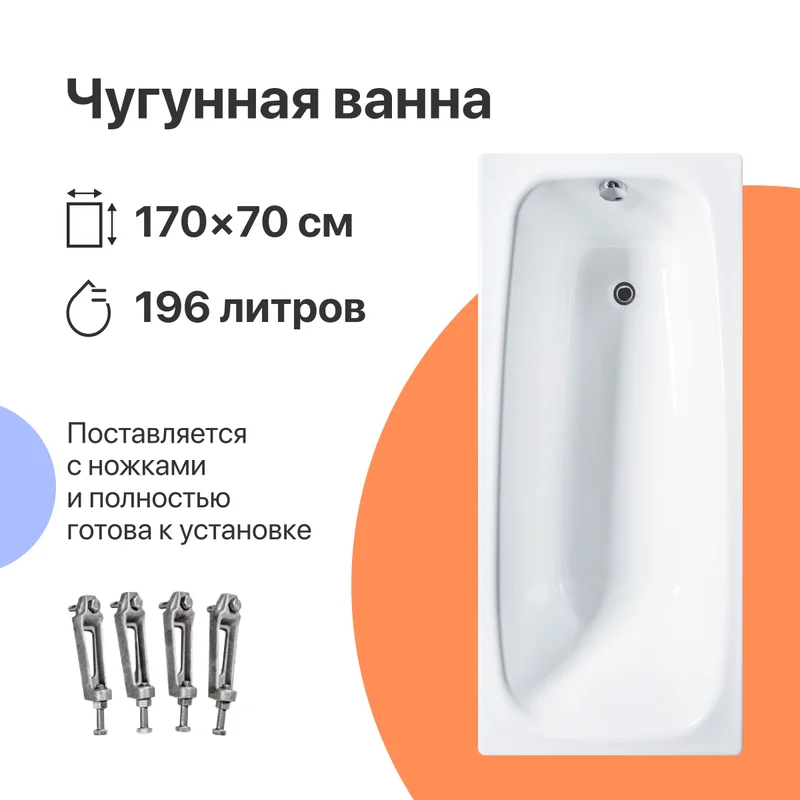 Чугунная ванна
170×70 см
196 литров
Поставляется
с ножками
и полностью
готова к установке